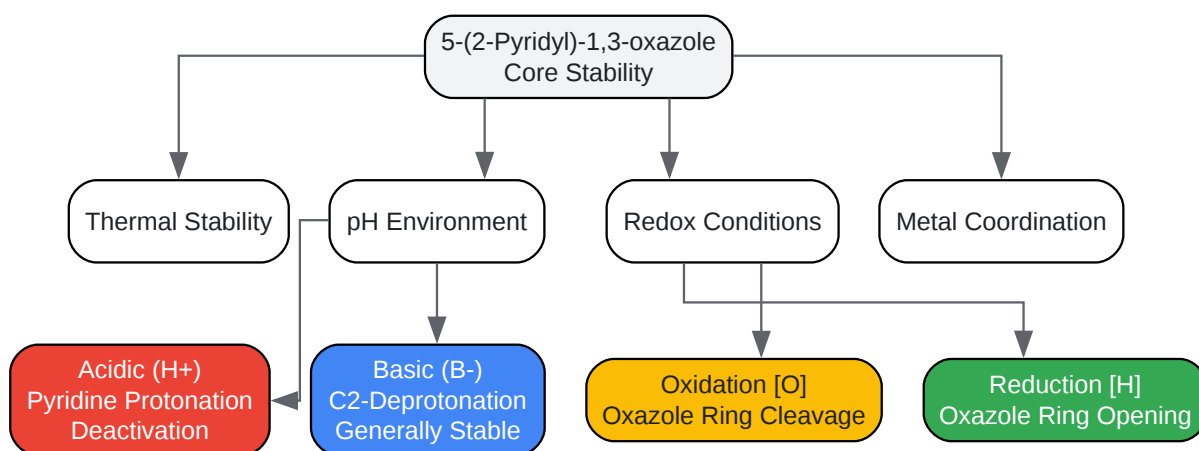 5-(2-Pyridyl)-1,3-oxazole
Core Stability
Thermal Stability
pH Environment
Redox Conditions
Metal Coordination
Acidic (H+)
Pyridine Protonation
Deactivation
Basic (B-)
C2-Deprotonation
Generally Stable
Oxidation [O]
Oxazole Ring Cleavage
Reduction [H]
Oxazole Ring Opening